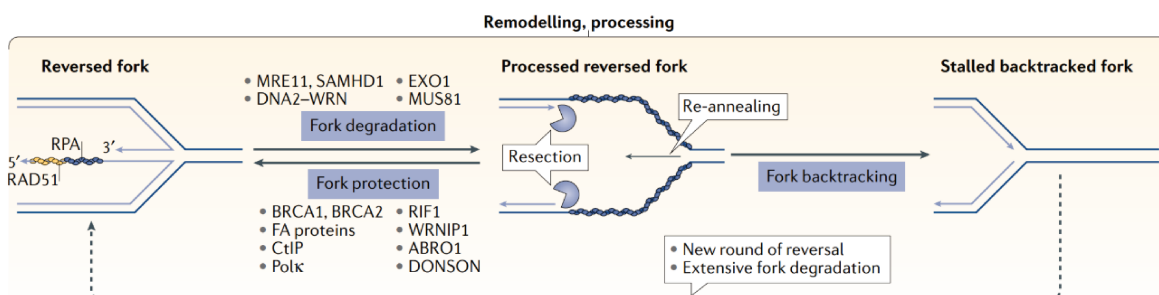 Remodelling, processing
Reversed fork
• MRE11, SAMHD1
• DNA2–WRN
• EXO1
• MUS81
Fork degradation
Fork protection
• BRCA1, BRCA2
• FA proteins
• CtIP
• Polκ
• RIF1
• WRNIP1
• ABRO1
• DONSON
RPA
3′
5′
RAD51
Processed reversed fork
Re-annealing
Resection
Fork backtracking
• New round of reversal
• Extensive fork degradation
Stalled backtracked fork